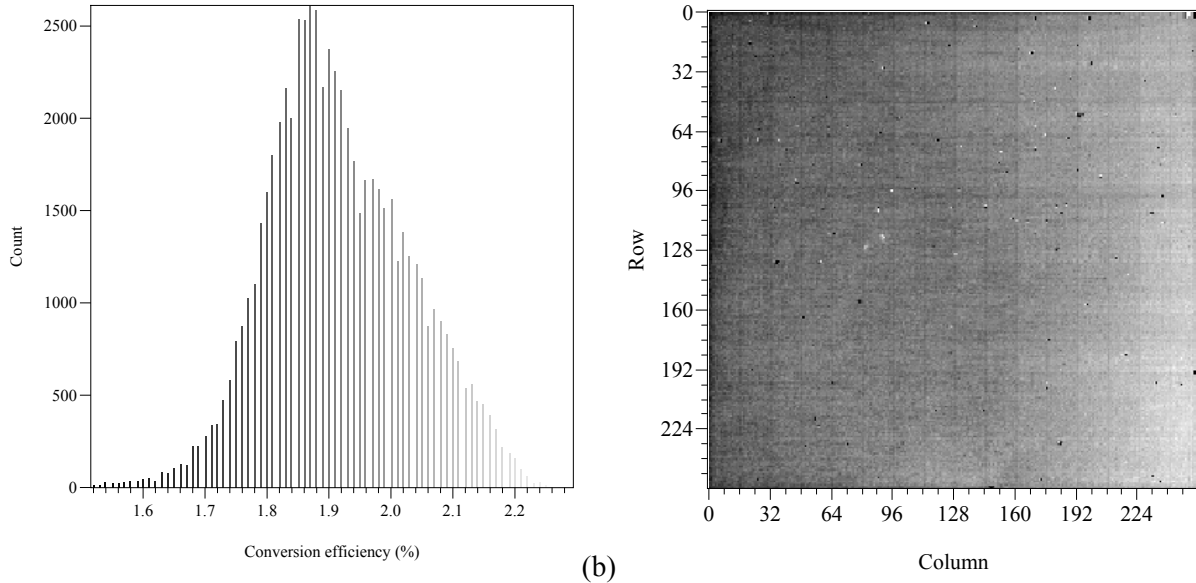 2500
2000
1500
1000
500
0
Count
1.6 1.7 1.8 1.9 2.0 2.1 2.2
Conversion efficiency (%)
(b)
0
32
64
96
128
160
192
224
Row
0 32 64 96 128 160 192 224
Column